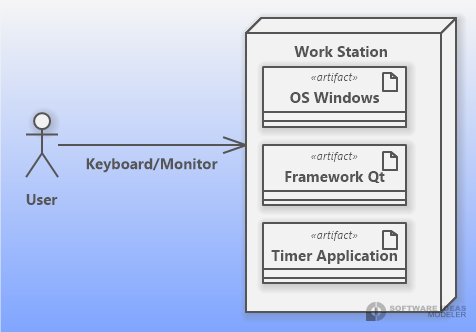 Work Station
«artifact»
OS Windows
«artifact»
Framework Qt
«artifact»
Timer Application
Keyboard/Monitor
User
SOFTWARE IDEAS
MODELER